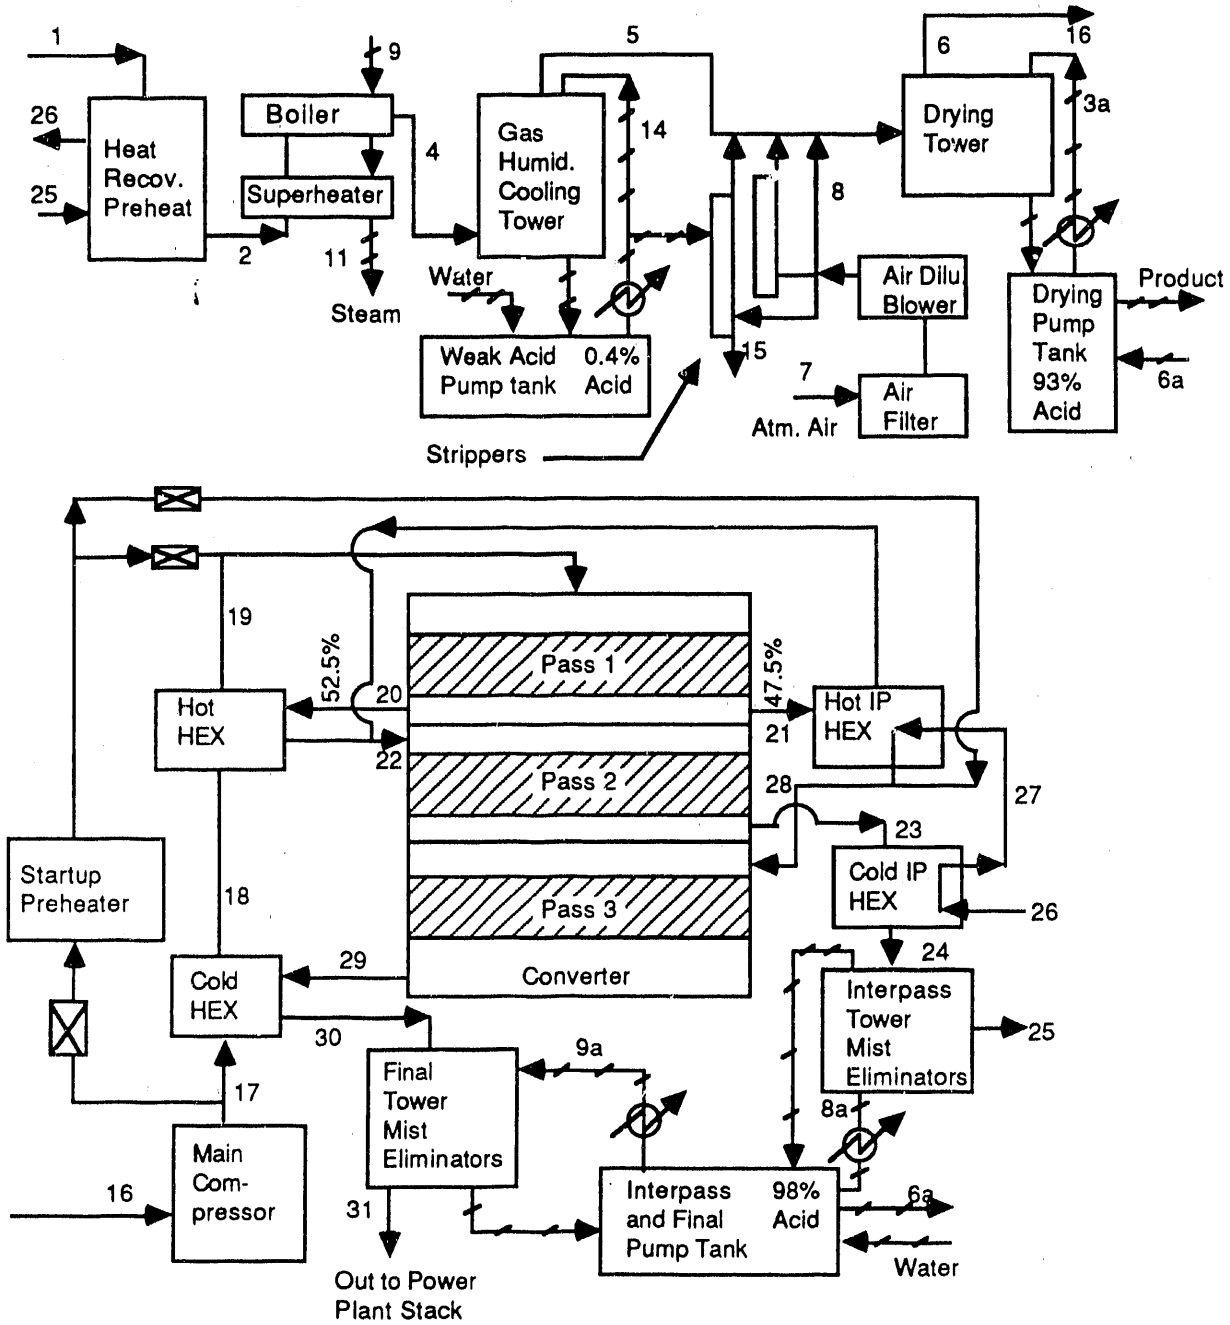 1
26
25
Heat
Recov.
Preheat
2
9
Boiler
Superheater
11
Steam
4
5
Gas
Humid.
Cooling
Tower
14
Water
Weak Acid 0.4%
Pump tank Acid
Strippers
15
8
7
Atm. Air
Air Dilu.
Blower
Air
Filter
6
16
Drying
Tower
3a
Drying
Pump
Tank
93%
Acid
Product
6a
19
52.5%
20
22
Hot
HEX
18
Startup
Preheater
Cold
HEX
29
30
17
16
Main
Com-
pressor
Pass 1
Pass 2
Pass 3
Converter
47.5%
21
Hot IP
HEX
28
27
23
Cold IP
HEX
26
24
Interpass
Tower
Mist
Eliminators
25
8a
Final
Tower
Mist
Eliminators
9a
31
Out to Power
Plant Stack
Interpass 98%
and Final Acid
Pump Tank
6a
Water